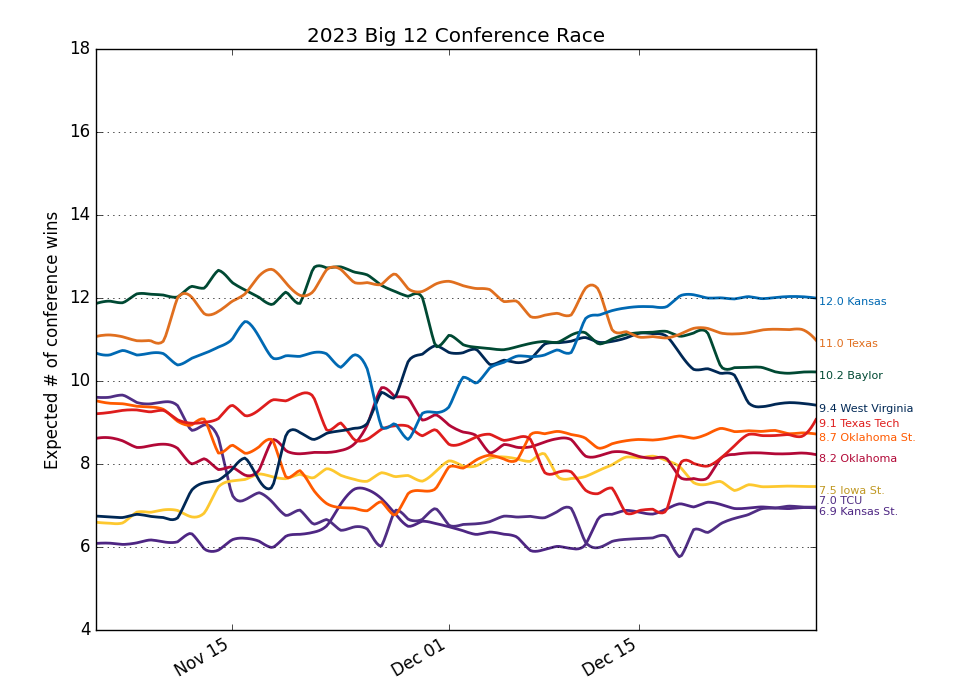 2023 Big 12 Conference Race
Expected # of conference wins
18
16
14
12
10
8
6
4
Nov 15
Dec 01
Dec 15
12.0 Kansas
11.0 Texas
10.2 Baylor
9.4 West Virginia
9.1 Texas Tech
8.7 Oklahoma St.
8.2 Oklahoma
7.5 Iowa St.
7.0 TCU
6.9 Kansas St.